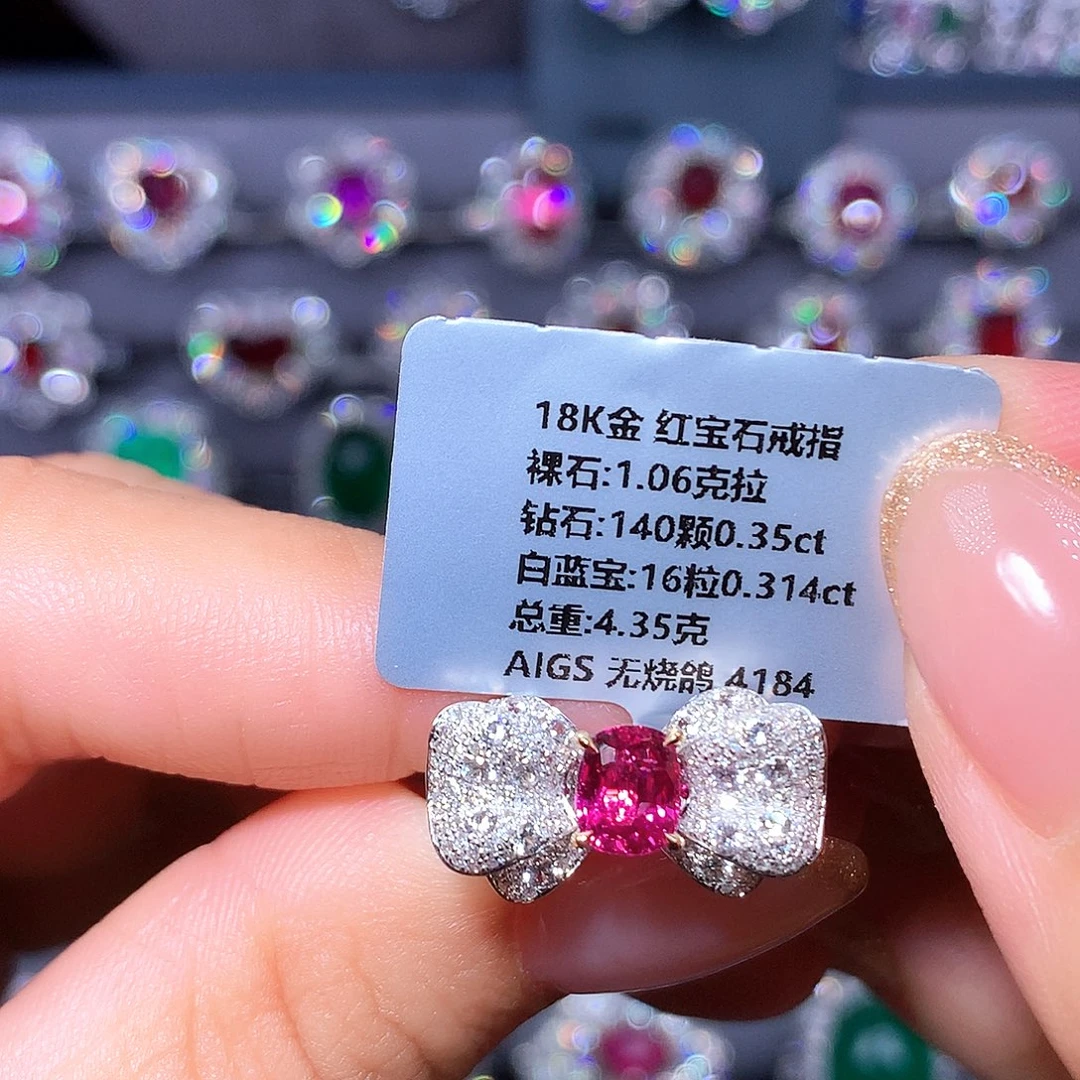 18K金 红宝石戒指
裸石:1.06克拉
钻石:140颗0.35ct
白蓝宝:16粒0.314ct
总重:4.35克
AIGS 无烧鸽 4184